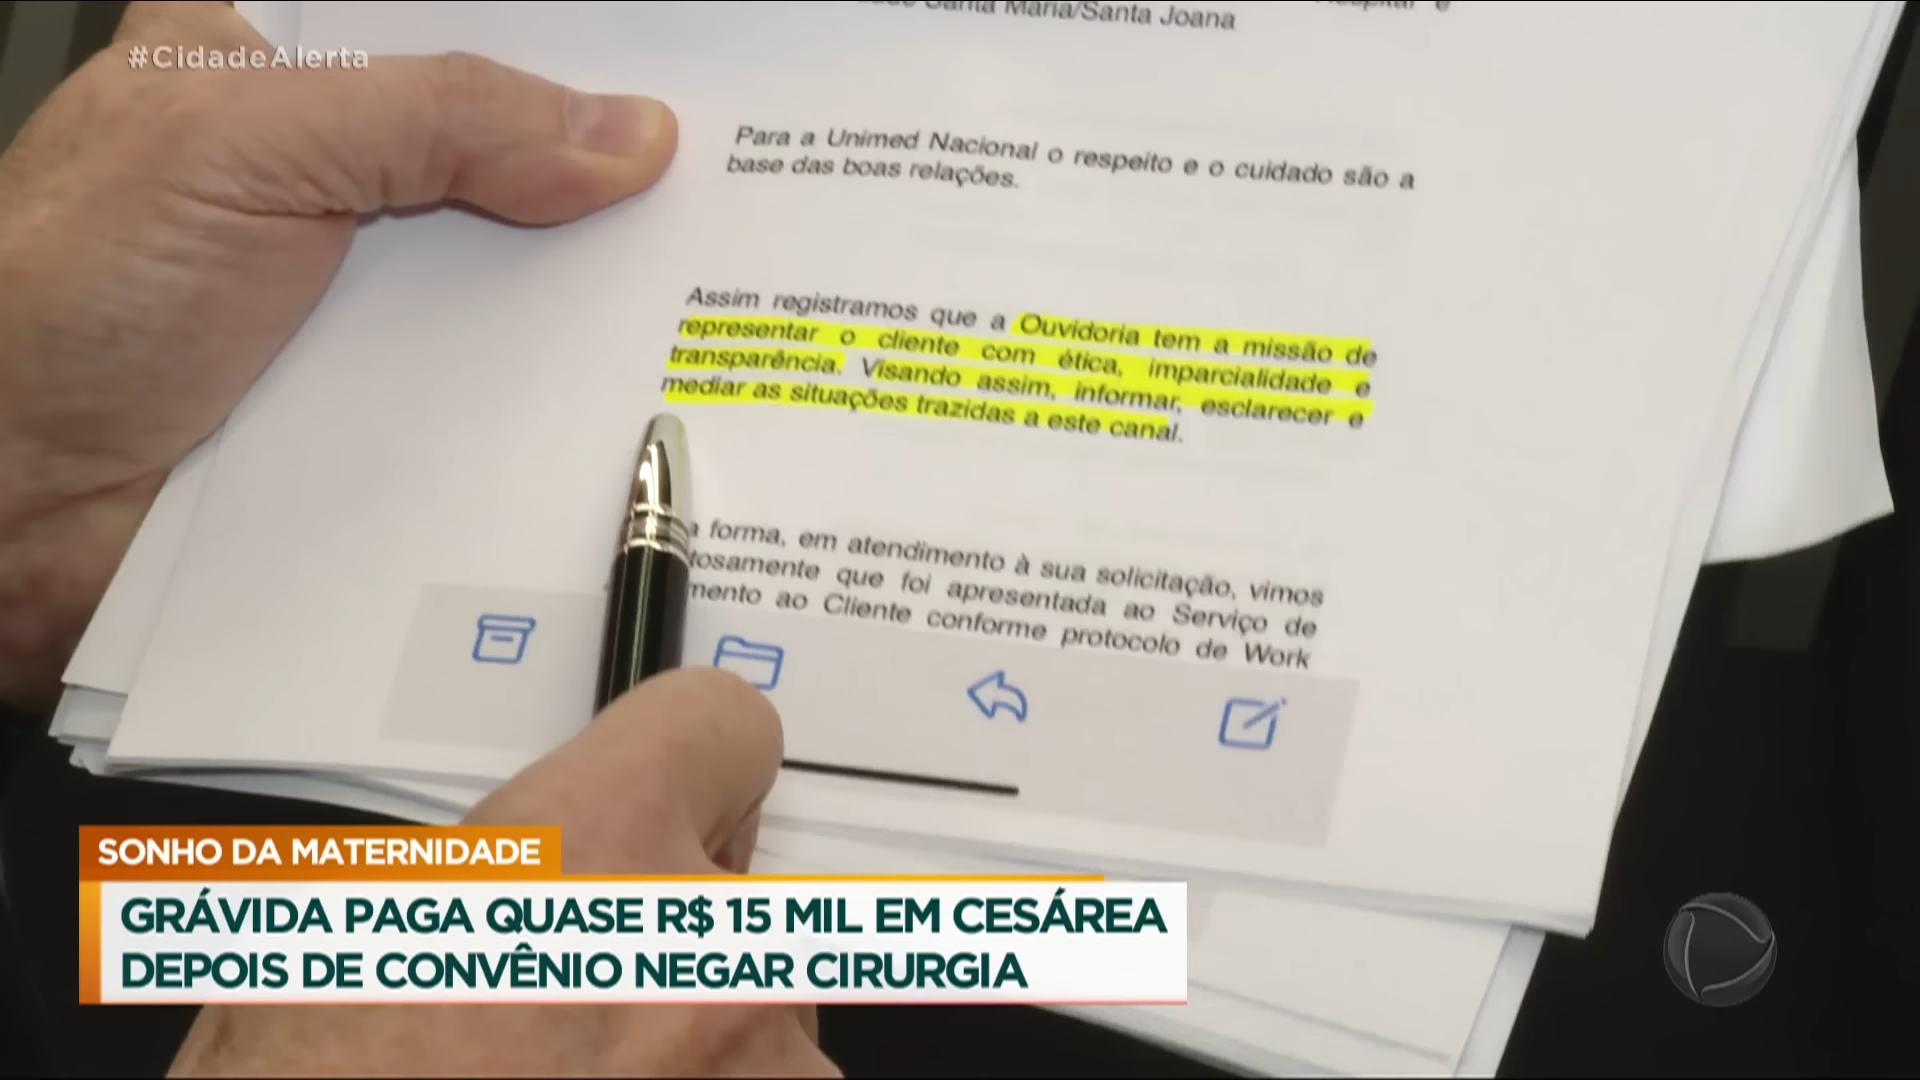 #CidadeAlerta
Santa Maria/Santa Joana
Para a Unimed Nacional o respeito e o cuidado são a
base das boas relações.
Assim registramos que a Ouvidoria tem a missão de
representar o cliente com ética, imparcialidade e
transparência. Visando assim, informar, esclarecer e
mediar as situações trazidas a este canal.
a forma, em atendimento à sua solicitação, vimos
tosamente que foi apresentada ao Serviço de
mento ao Cliente conforme protocolo de Work
SONHO DA MATERNIDADE
GRÁVIDA PAGA QUASE R$ 15 MIL EM CESÁREA
DEPOIS DE CONVÊNIO NEGAR CIRURGIA